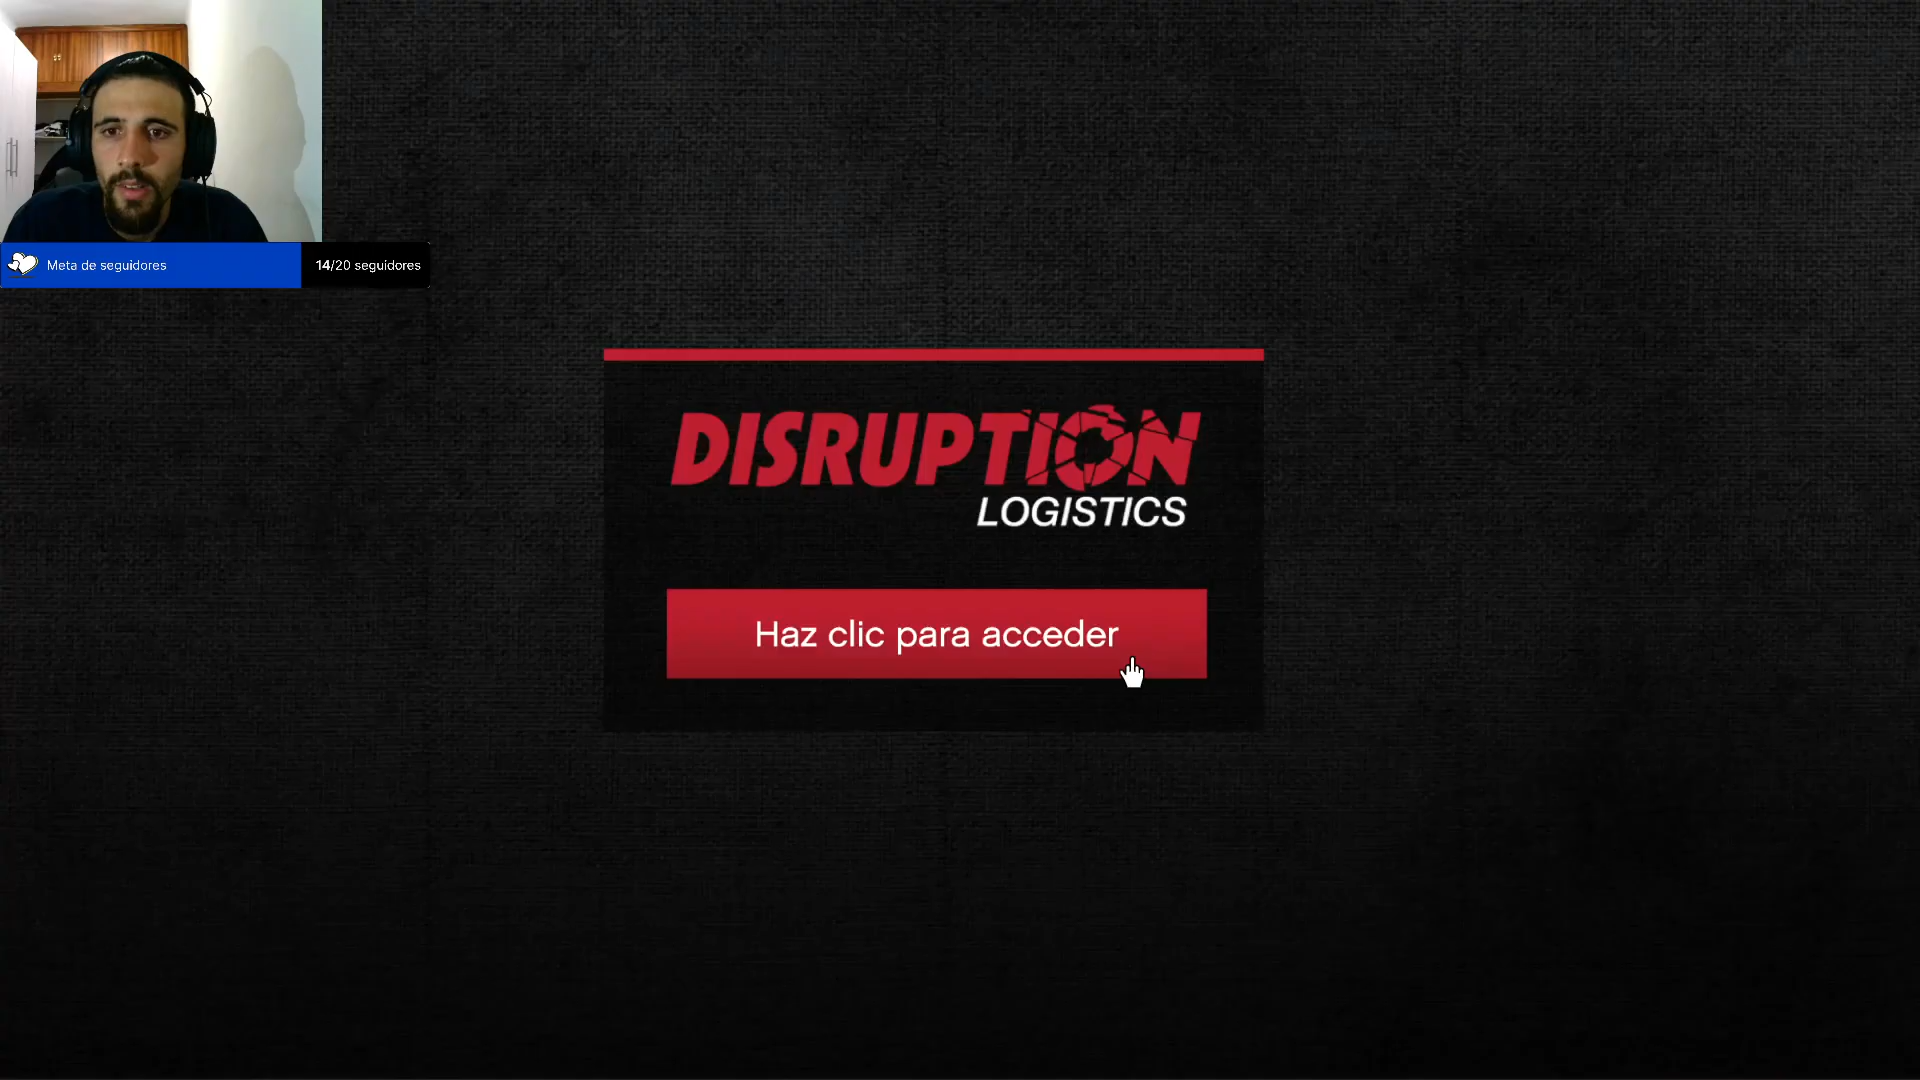 Meta de seguidores
14/20 seguidores
DISRUPTION
LOGISTICS
Haz clic para acceder